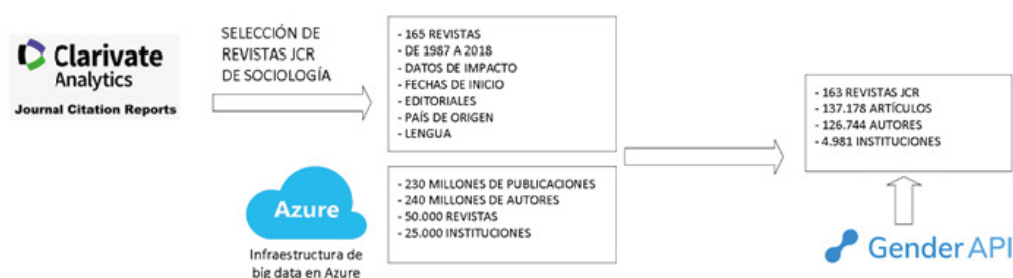 Clarivate
Analytics
Journal Citation Reports
SELECCIÓN DE
REVISTAS JCR
DE SOCIOLOGÍA
- 165 REVISTAS
- DE 1987 A 2018
- DATOS DE IMPACTO
- FECHAS DE INICIO
- EDITORIALES
- PAÍS DE ORIGEN
- LENGUA
Azure
Infraestructura de
big data en Azure
- 230 MILLONES DE PUBLICACIONES
- 240 MILLONES DE AUTORES
- 50.000 REVISTAS
- 25.000 INSTITUCIONES
- 163 REVISTAS JCR
- 137.178 ARTÍCULOS
- 126.744 AUTORES
- 4.981 INSTITUCIONES
Gender API